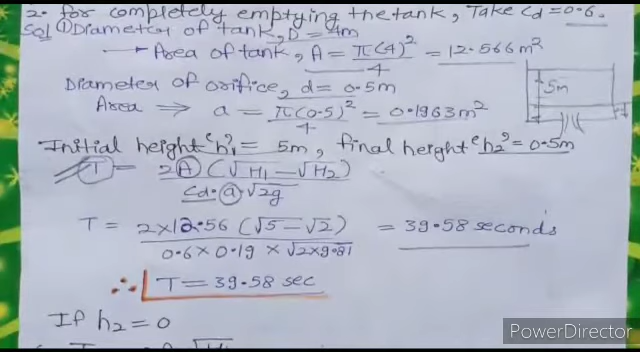 2. for completely emptying the tank, Take Cd = 0.6.
Sol ① Diameter of tank, D = 4m
→ Area of tank, A = π(4)²/4 = 12.566 m²
Diameter of orifice, d = 0.5m
Area ⇒ a = π(0.5)²/4 = 0.1963 m²
5m
Initial height 'h₁' = 5m, final height 'h₂' = 0.5m
T = 2A(√H₁ − √H₂)/Cd·a·√2g
T = 2×12.56(√5 − √2)/0.6×0.19×√2×9.81 = 39.58 seconds
∴ T = 39.58 sec
If h₂ = 0
PowerDirector